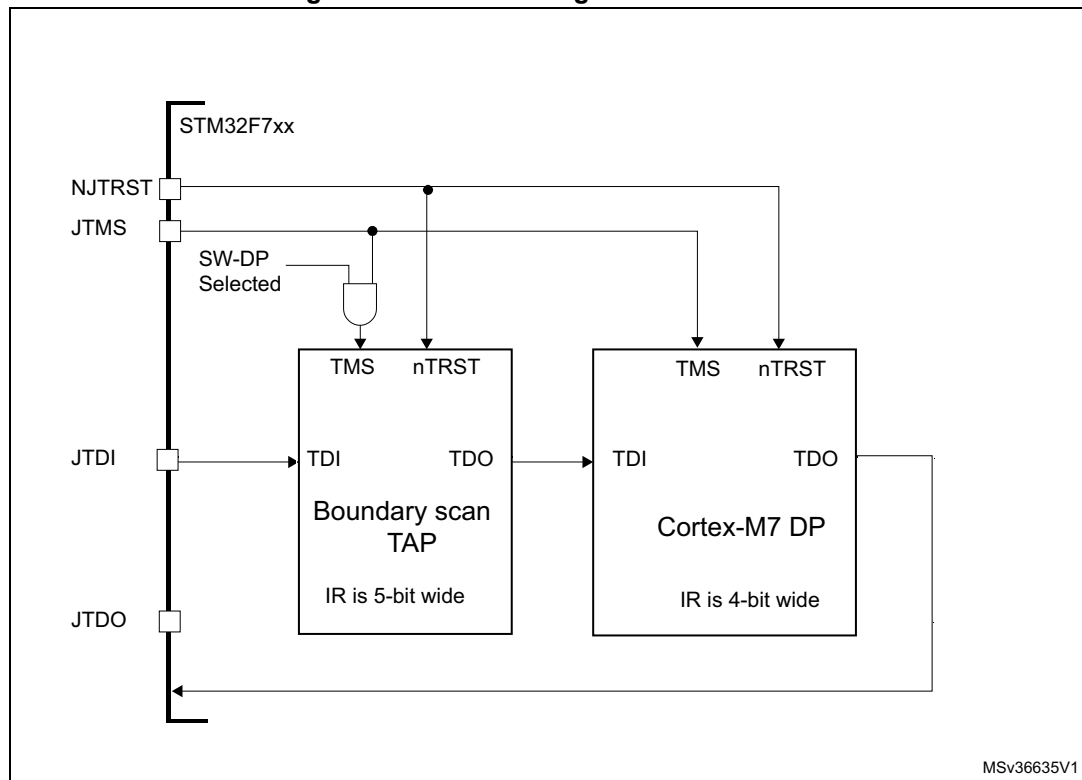 STM32F7xx
NJTRST
JTMS
SW-DP
Selected
TMS nTRST
TMS nTRST
JTDI
TDI TDO
TDI TDO
Boundary scan
TAP
Cortex-M7 DP
IR is 5-bit wide
IR is 4-bit wide
JTDO
MSv36635V1